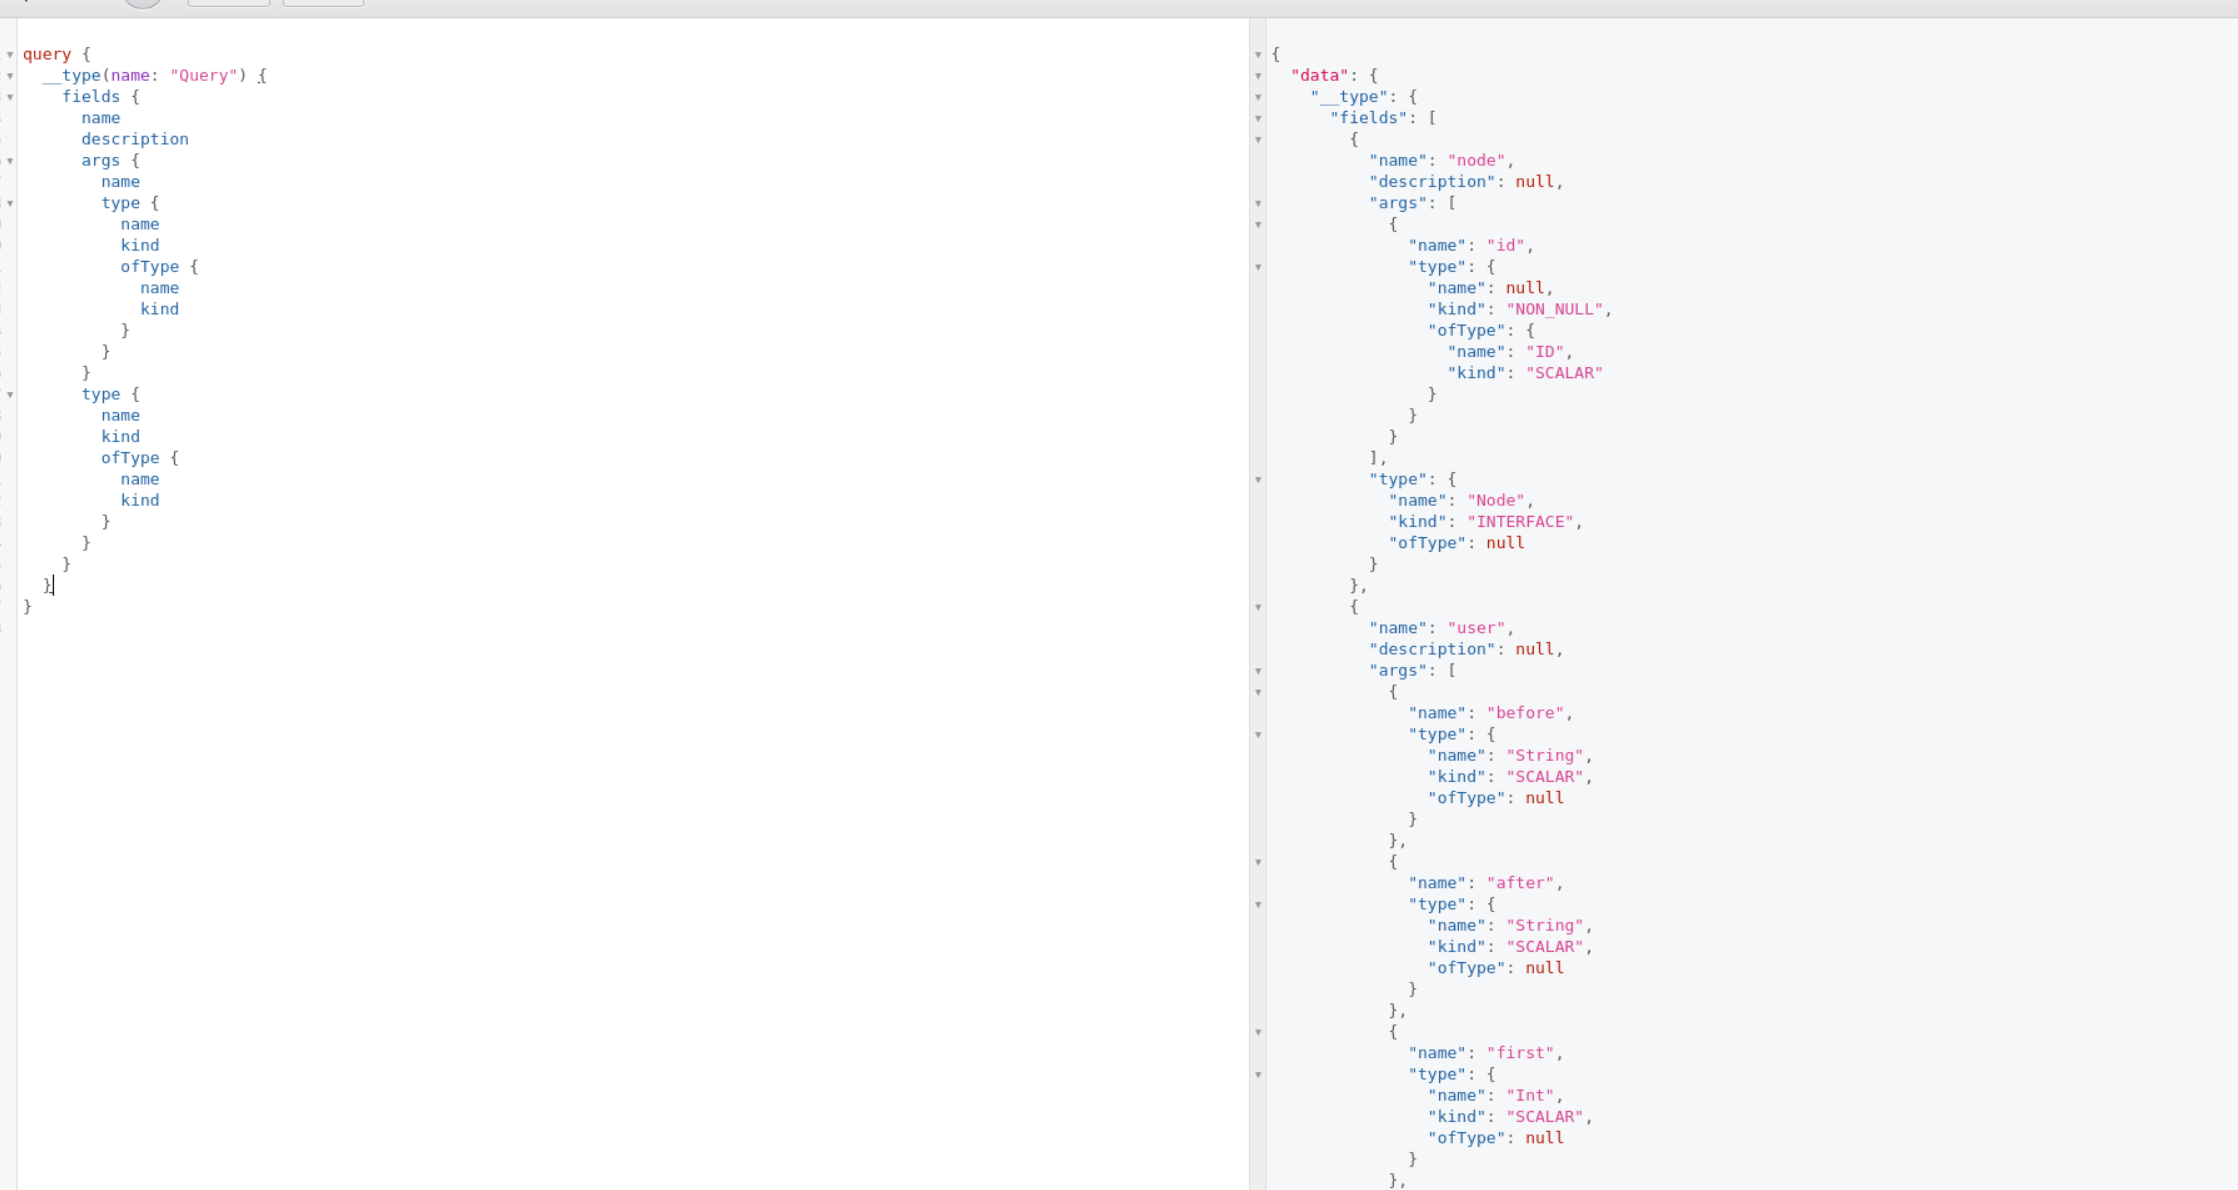 query {
  __type(name: "Query") {
    fields {
      name
      description
      args {
        name
        type {
          name
          kind
          ofType {
            name
            kind
          }
        }
      }
      type {
        name
        kind
        ofType {
          name
          kind
        }
      }
    }
  }
}
{
  "data": {
    "__type": {
      "fields": [
        {
          "name": "node",
          "description": null,
          "args": [
            {
              "name": "id",
              "type": {
                "name": null,
                "kind": "NON_NULL",
                "ofType": {
                  "name": "ID",
                  "kind": "SCALAR"
                }
              }
            }
          ],
          "type": {
            "name": "Node",
            "kind": "INTERFACE",
            "ofType": null
          }
        },
        {
          "name": "user",
          "description": null,
          "args": [
            {
              "name": "before",
              "type": {
                "name": "String",
                "kind": "SCALAR",
                "ofType": null
              }
            },
            {
              "name": "after",
              "type": {
                "name": "String",
                "kind": "SCALAR",
                "ofType": null
              }
            },
            {
              "name": "first",
              "type": {
                "name": "Int",
                "kind": "SCALAR",
                "ofType": null
              }
            },